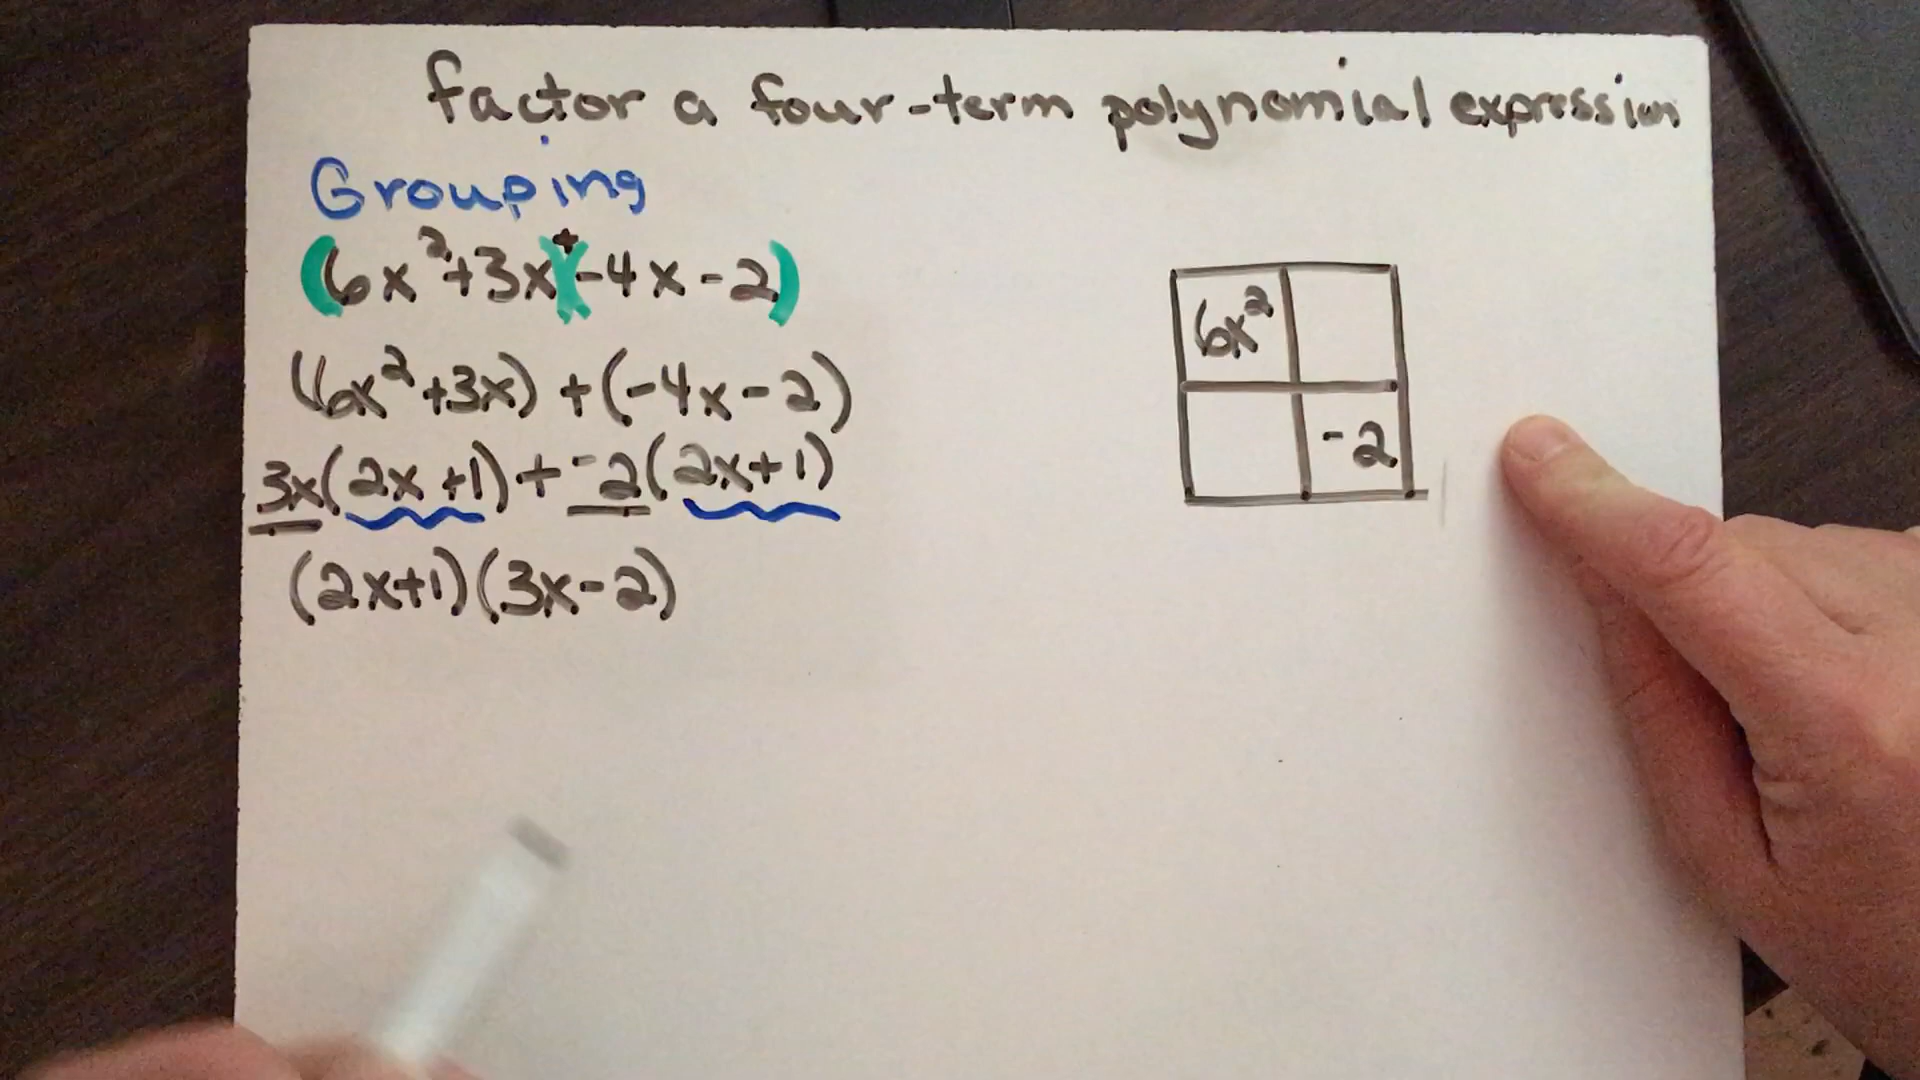 factor a four-term polynomial expression
Grouping
(6x²+3x)+(-4x-2)
(6x²+3x)+(-4x-2)
3x(2x+1)+-2(2x+1)
(2x+1)(3x-2)
6x²
-2